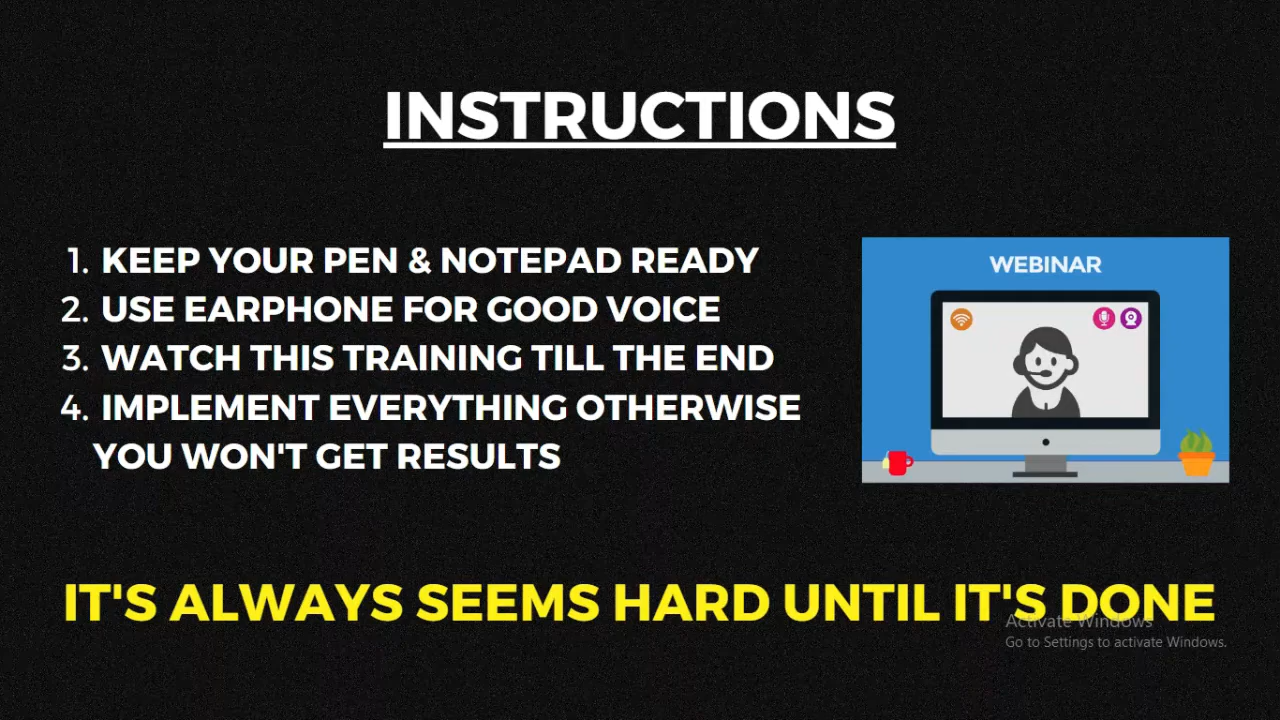 INSTRUCTIONS
1. KEEP YOUR PEN & NOTEPAD READY
2. USE EARPHONE FOR GOOD VOICE
3. WATCH THIS TRAINING TILL THE END
4. IMPLEMENT EVERYTHING OTHERWISE
YOU WON'T GET RESULTS
WEBINAR
IT'S ALWAYS SEEMS HARD UNTIL IT'S DONE
Activate Windows
Go to Settings to activate Windows.